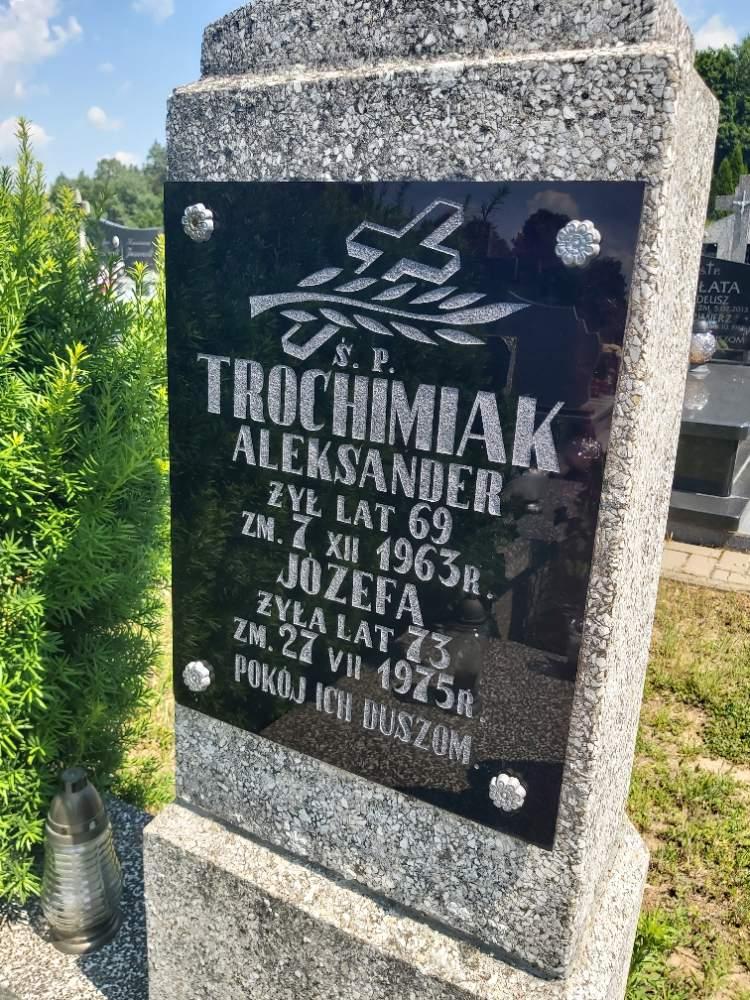 Ś. P.
TROCHIMIAK
ALEKSANDER
ŻYŁ LAT 69
ZM. 7 XII 1963R.
JÓZEFA
ŻYŁA LAT 73
ZM. 27 VII 1975R.
POKÓJ ICH DUSZOM.